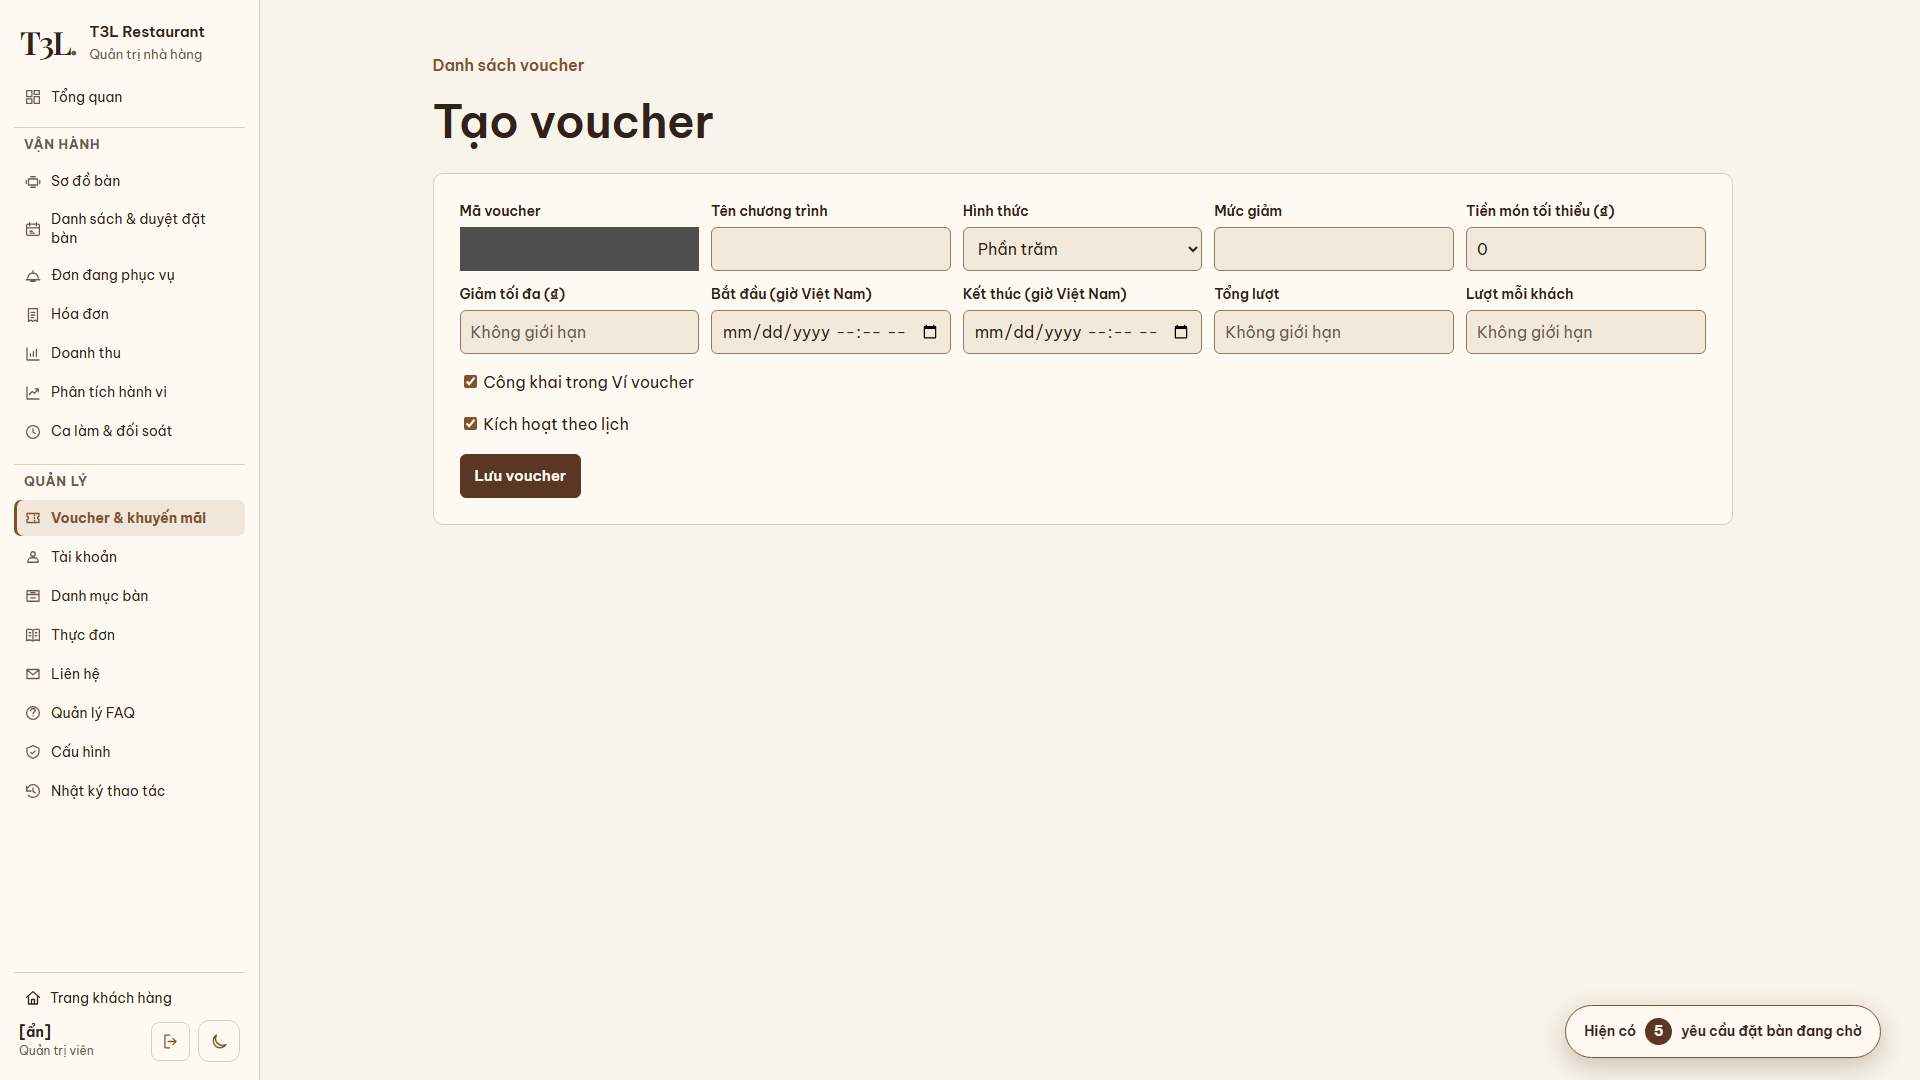 T3L.
T3L Restaurant
Quản trị nhà hàng
Tổng quan
VẬN HÀNH
Sơ đồ bàn
Danh sách & duyệt đặt
bàn
Đơn đang phục vụ
Hóa đơn
Doanh thu
Phân tích hành vi
Ca làm & đối soát
QUẢN LÝ
Voucher & khuyến mãi
Tài khoản
Danh mục bàn
Thực đơn
Liên hệ
Quản lý FAQ
Cấu hình
Nhật ký thao tác
Trang khách hàng
[ẩn]
Quản trị viên
Danh sách voucher
Tạo voucher
Mã voucher
Tên chương trình
Hình thức
Phần trăm
Mức giảm
Tiền món tối thiểu (₫)
0
Giảm tối đa (₫)
Không giới hạn
Bắt đầu (giờ Việt Nam)
mm/dd/yyyy --:-- --
Kết thúc (giờ Việt Nam)
mm/dd/yyyy --:-- --
Tổng lượt
Không giới hạn
Lượt mỗi khách
Không giới hạn
Công khai trong Ví voucher
Kích hoạt theo lịch
Lưu voucher
Hiện có 5 yêu cầu đặt bàn đang chờ